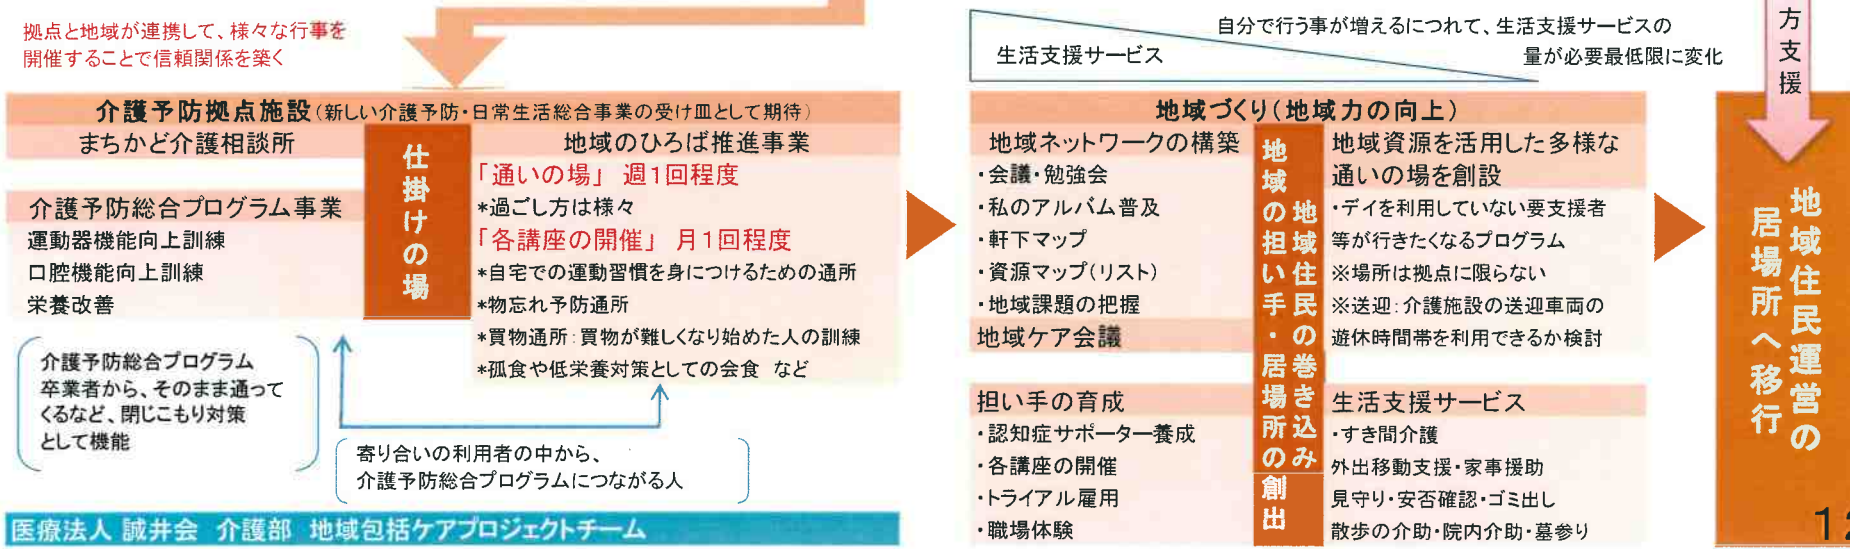 拠点と地域が連携して、様々な行事を
開催することで信頼関係を築く
介護予防拠点施設(新しい介護予防・日常生活総合事業の受け皿として期待)
まちかど介護相談所
介護予防総合プログラム事業
運動器機能向上訓練
口腔機能向上訓練
栄養改善
仕掛けの場
地域のひろば推進事業
「通いの場」 週1回程度
*過ごし方は様々
「各講座の開催」 月1回程度
*自宅での運動習慣を身につけるための通所
*物忘れ予防通所
*買物通所:買物が難しくなり始めた人の訓練
*孤食や低栄養対策としての会食 など
介護予防総合プログラム
卒業者から、そのまま通って
くるなど、閉じこもり対策
として機能
寄り合いの利用者の中から、
介護予防総合プログラムにつながる人
医療法人 誠井会 介護部 地域包括ケアプロジェクトチーム
生活支援サービス
自分で行う事が増えるにつれて、生活支援サービスの
量が必要最低限に変化
地域づくり(地域力の向上)
地域ネットワークの構築
・会議・勉強会
・私のアルバム普及
・軒下マップ
・資源マップ(リスト)
・地域課題の把握
地域ケア会議
担い手の育成
・認知症サポーター養成
・各講座の開催
・トライアル雇用
・職場体験
地域住民の巻き込み
地域の担い手・居場所の創出
地域資源を活用した多様な
通いの場を創設
・デイを利用していない要支援者
等が行きたくなるプログラム
※場所は拠点に限らない
※送迎:介護施設の送迎車両の
遊休時間帯を利用できるか検討
生活支援サービス
・すき間介護
外出移動支援・家事援助
見守り・安否確認・ゴミ出し
散歩の介助・院内介助・墓参り
方支援
地域住民運営の
居場所へ移行